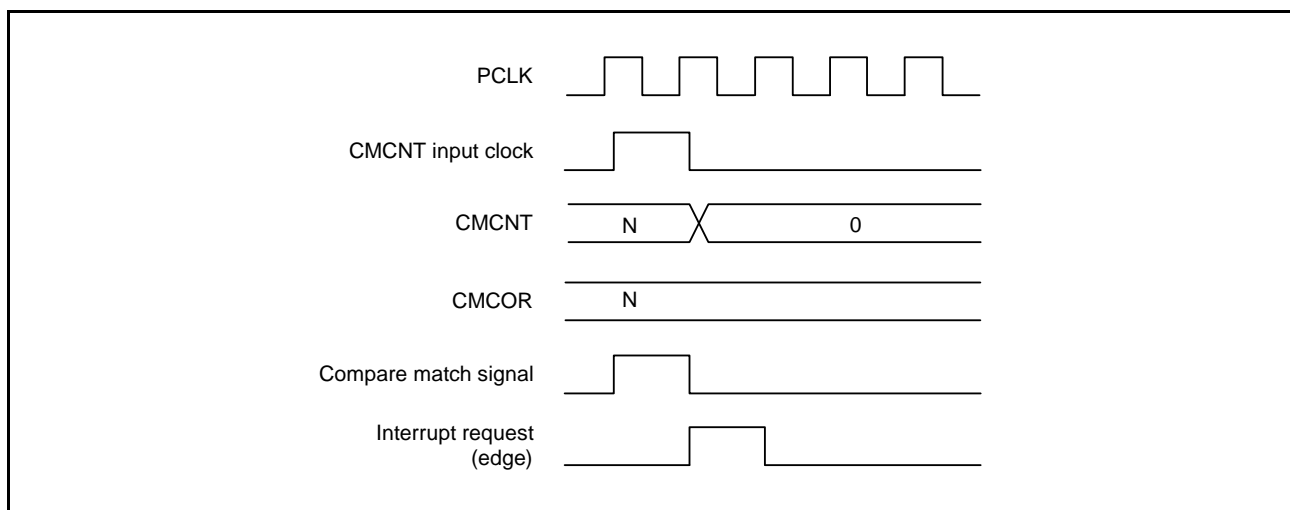 PCLK
CMCNT input clock
CMCNT
N
0
CMCOR
N
Compare match signal
Interrupt request
(edge)